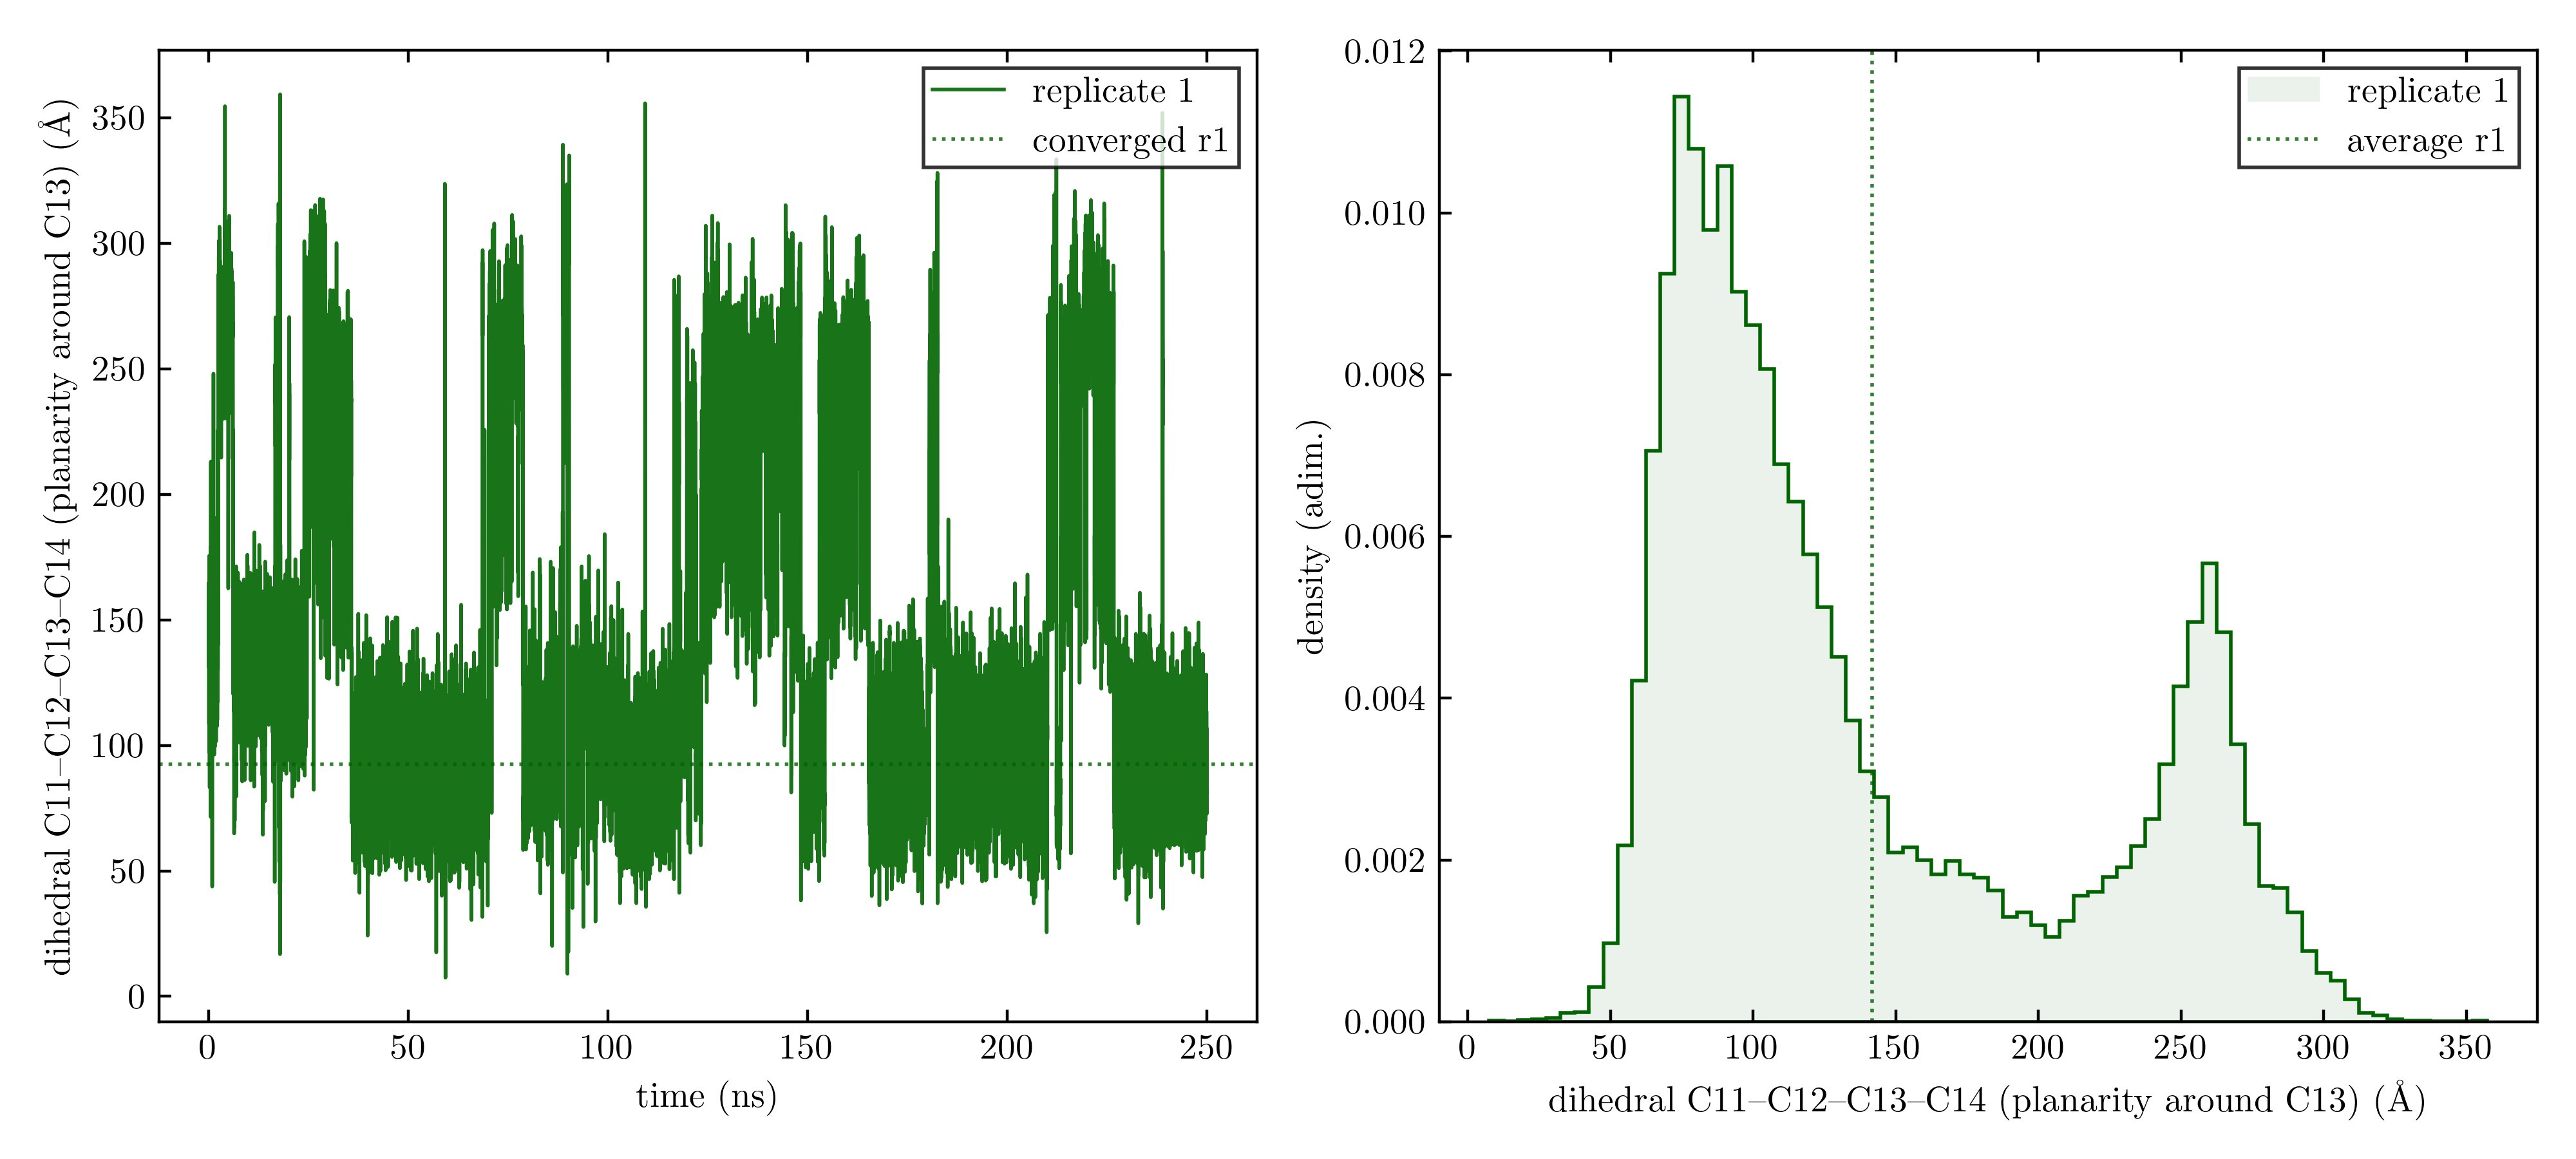 dihedral C11–C12–C13–C14 (planarity around C13) (Å)
350
300
250
200
150
100
50
0
replicate 1
converged r1
0 50 100 150 200 250
time (ns)
density (adim.)
0.012
0.010
0.008
0.006
0.004
0.002
0.000
replicate 1
average r1
0 50 100 150 200 250 300 350
dihedral C11–C12–C13–C14 (planarity around C13) (Å)